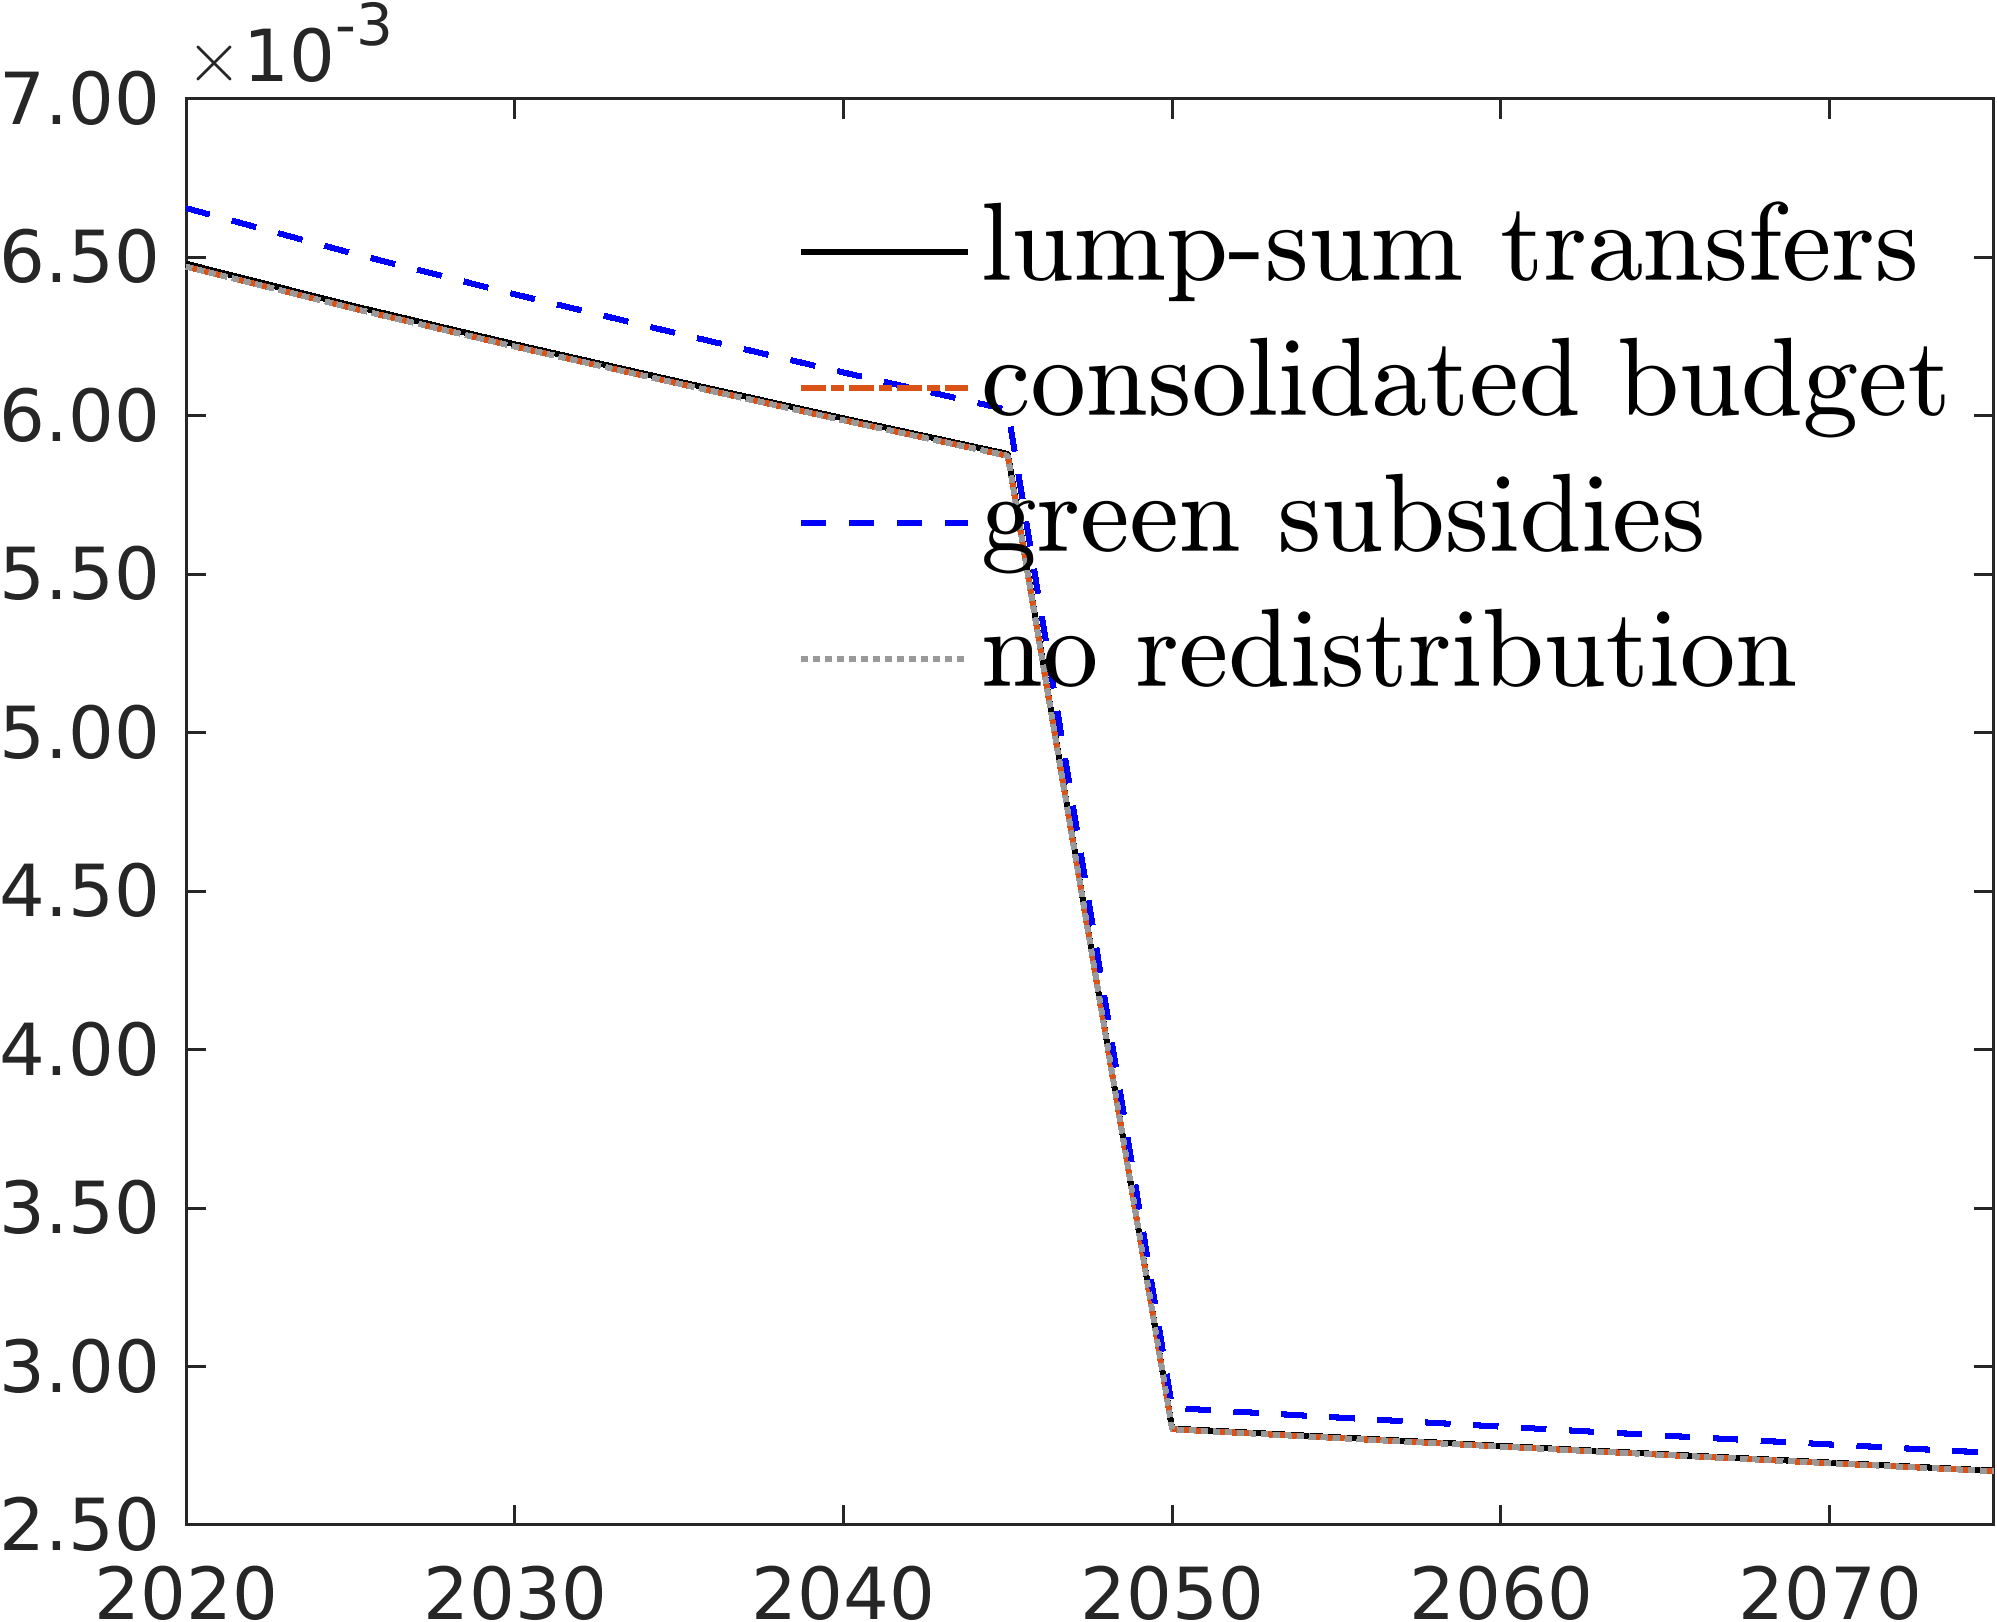 ×10-3
7.00
6.50
6.00
5.50
5.00
4.50
4.00
3.50
3.00
2.50
lump-sum transfers
consolidated budget
green subsidies
no redistribution
2020 2030 2040 2050 2060 2070